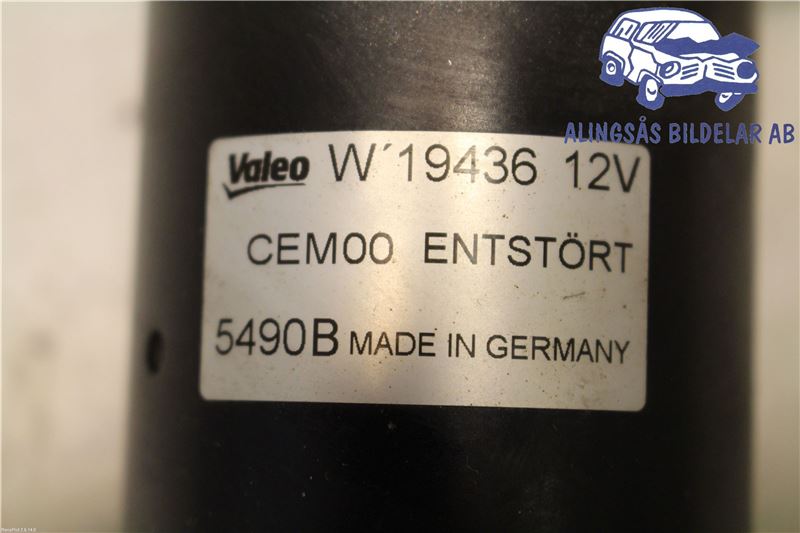 ALINGSÅS BILDELAR AB
Valeo W´19436 12V
CEM00 ENTSTÖRT
5490B MADE IN GERMANY